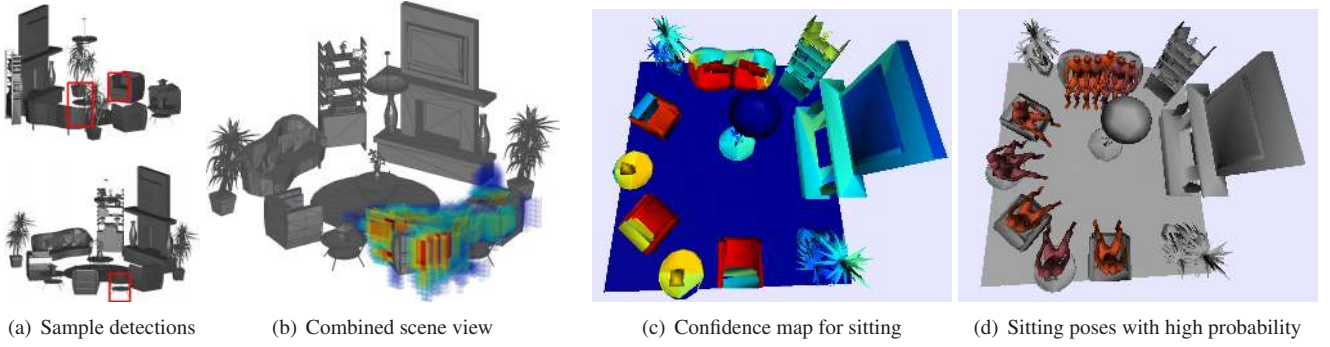 (a) Sample detections
(b) Combined scene view
(c) Confidence map for sitting
(d) Sitting poses with high probability